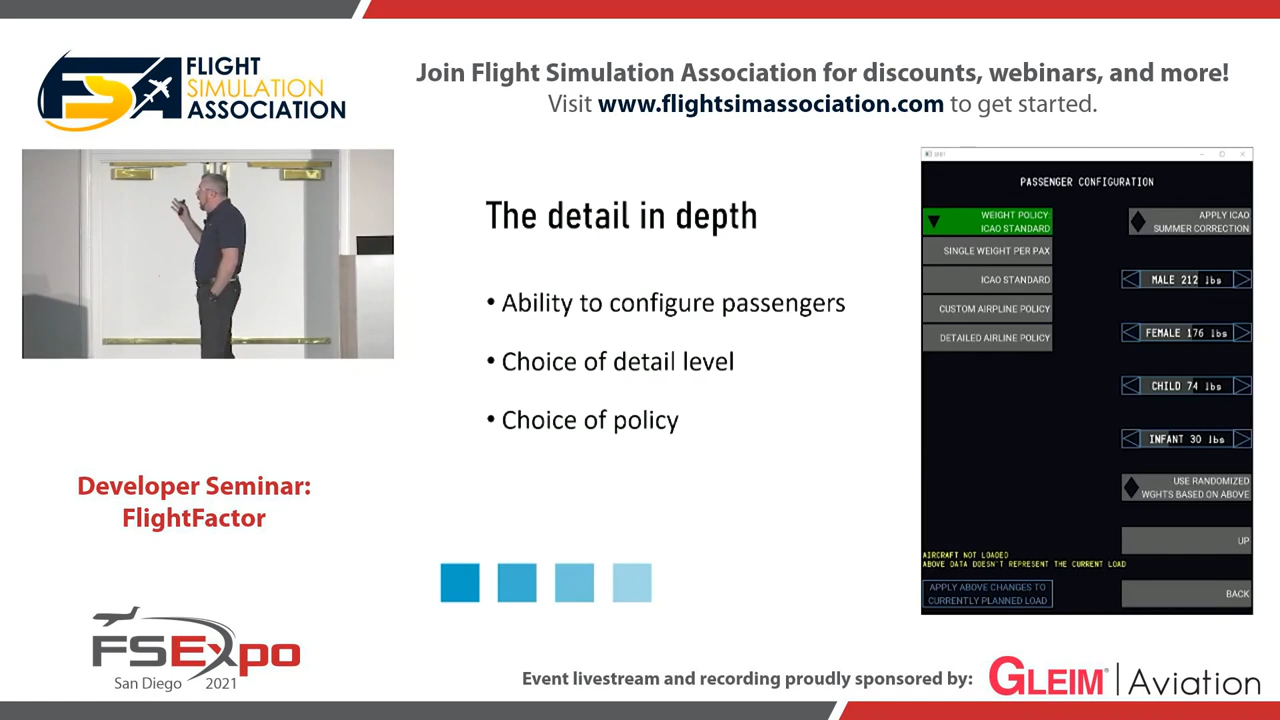 FLIGHT
SIMULATION
ASSOCIATION
FSA
Join Flight Simulation Association for discounts, webinars, and more!
Visit www.flightsimassociation.com to get started.
The detail in depth
• Ability to configure passengers
• Choice of detail level
• Choice of policy
PASSENGER CONFIGURATION
WEIGHT POLICY:
ICAO STANDARD
SINGLE WEIGHT PER PAX
ICAO STANDARD
CUSTOM AIRPLINE POLICY
DETAILED AIRLINE POLICY
APPLY ICAO
SUMMER CORRECTION
MALE 212 lbs
FEMALE 176 lbs
CHILD 74 lbs
INFANT 30 lbs
USE RANDOMIZED
WGHTS BASED ON ABOVE
UP
AIRCRAFT NOT LOADED
ABOVE DATA DOESN'T REPRESENT THE CURRENT LOAD
APPLY ABOVE CHANGES TO
CURRENTLY PLANNED LOAD
BACK
Developer Seminar:
FlightFactor
FSExpo
San Diego 2021
Event livestream and recording proudly sponsored by:
GLEIM® | Aviation